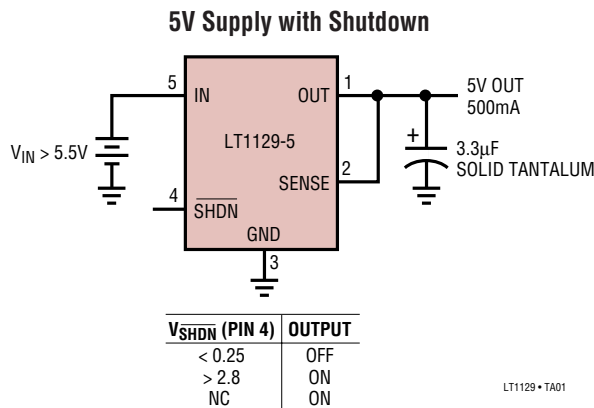 5V Supply with Shutdown
5
IN
OUT
1
5V OUT
500mA
VIN > 5.5V
LT1129-5
+
3.3µF
SOLID TANTALUM
2
SENSE
4
SHDN
GND
3
VSHDN (PIN 4) OUTPUT
< 0.25 OFF
> 2.8 ON
NC ON
LT1129 • TA01